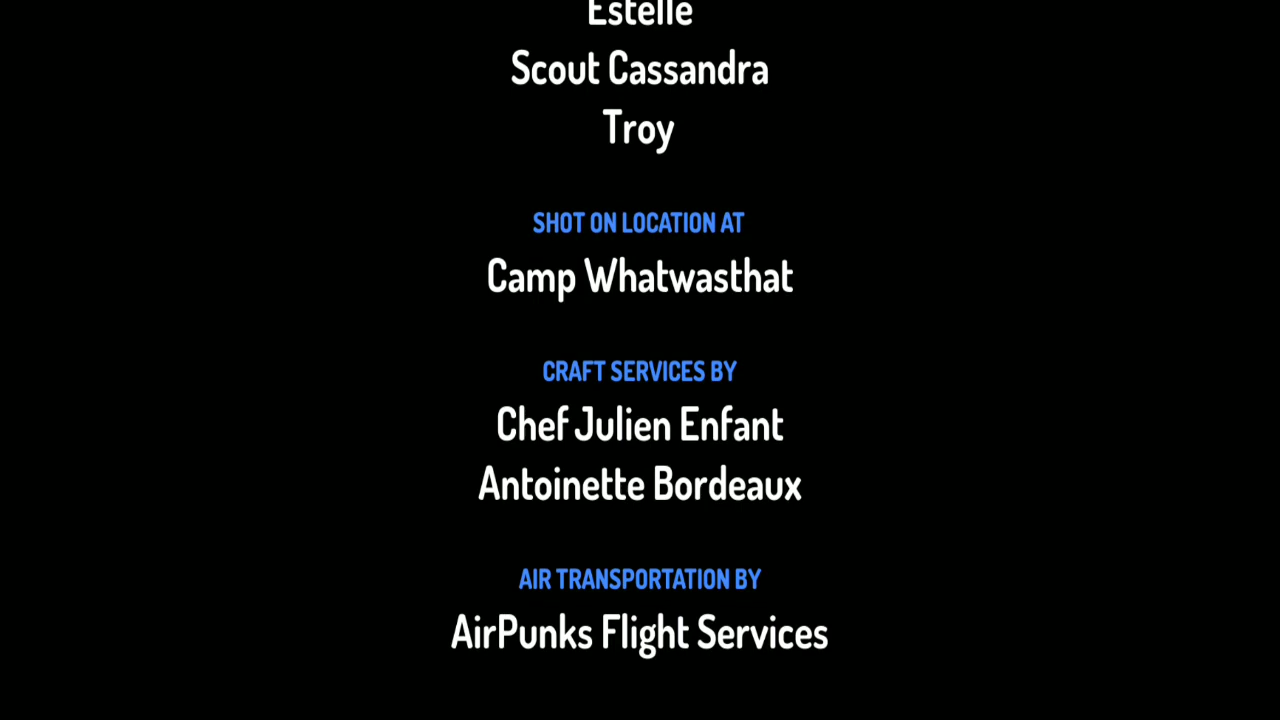 Estelle
Scout Cassandra
Troy
SHOT ON LOCATION AT
Camp Whatwasthat
CRAFT SERVICES BY
Chef Julien Enfant
Antoinette Bordeaux
AIR TRANSPORTATION BY
AirPunks Flight Services